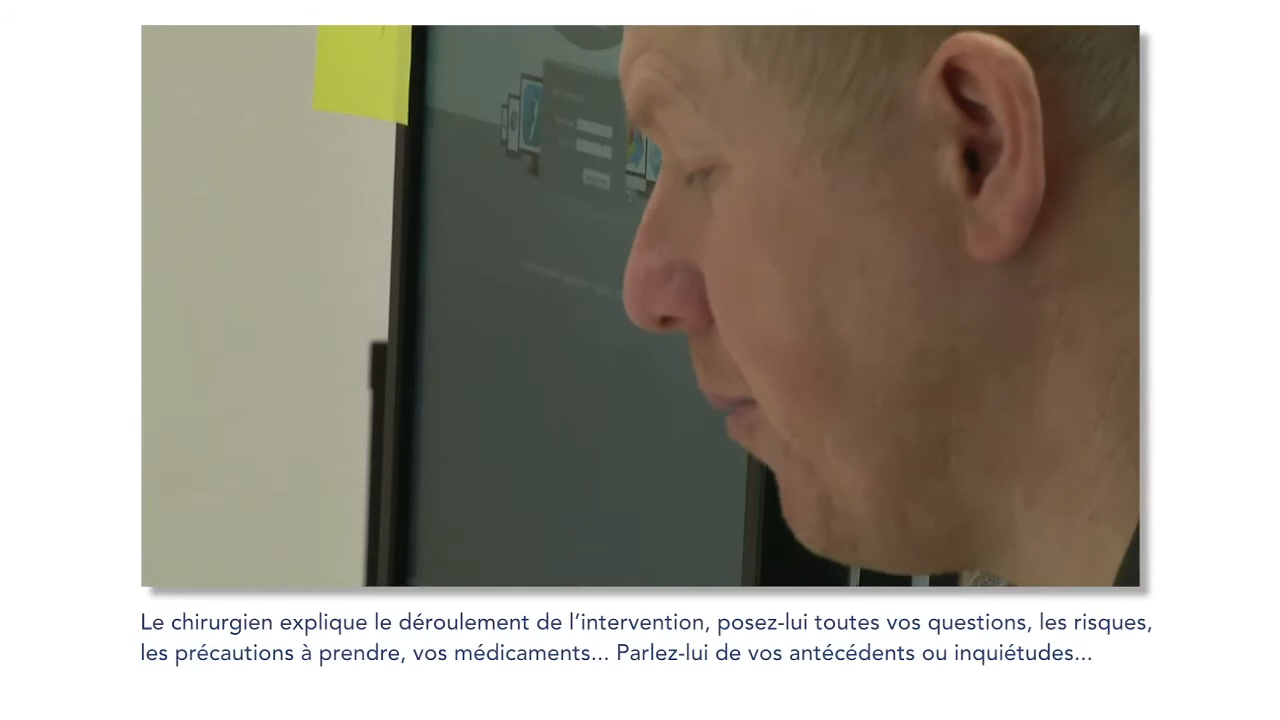 Le chirurgien explique le déroulement de l'intervention, posez-lui toutes vos questions, les risques,
les précautions à prendre, vos médicaments... Parlez-lui de vos antécédents ou inquiétudes...